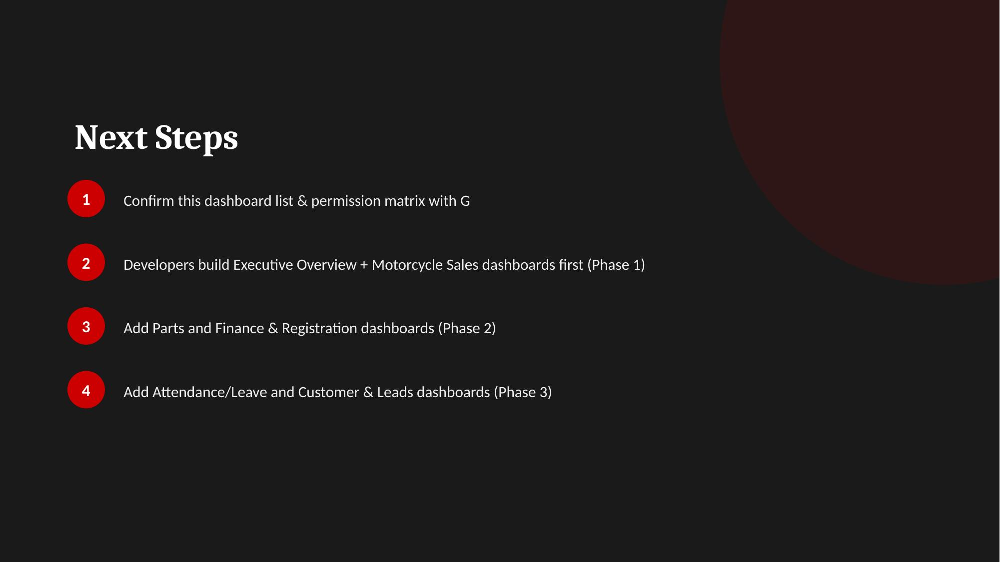 Next Steps
1 Confirm this dashboard list & permission matrix with G
2 Developers build Executive Overview + Motorcycle Sales dashboards first (Phase 1)
3 Add Parts and Finance & Registration dashboards (Phase 2)
4 Add Attendance/Leave and Customer & Leads dashboards (Phase 3)